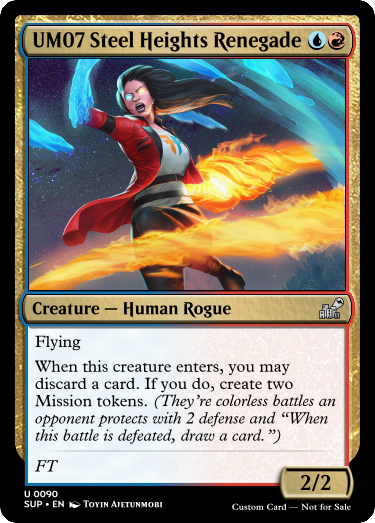 UM07 Steel Heights Renegade
Creature — Human Rogue
Flying
When this creature enters, you may
discard a card. If you do, create two
Mission tokens. (They’re colorless battles an
opponent protects with 2 defense and “When
this battle is defeated, draw a card.”)
FT
2/2
U 0090
SUP • EN Toyin Ajetunmobi
Custom Card — Not for Sale